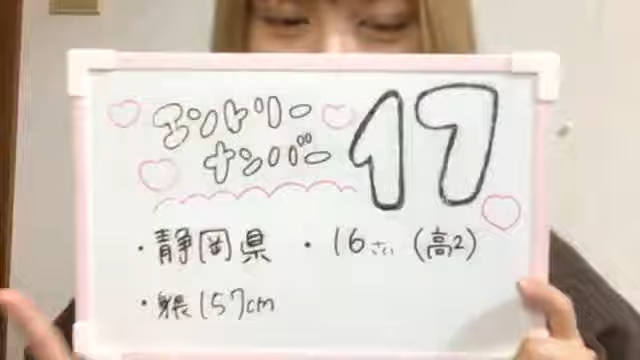 エントリー
ナンバー 17
・静岡県 ・16さい (高2)
・身長157cm